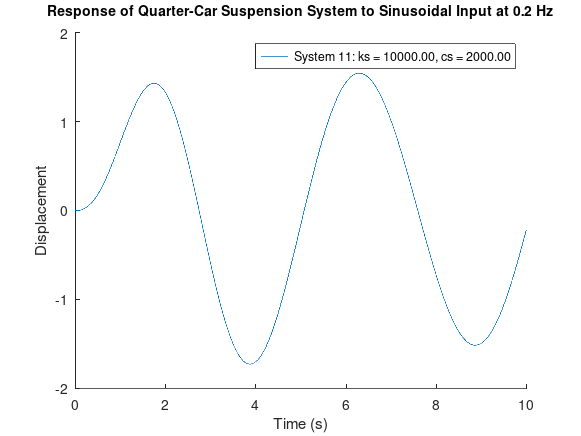 Response of Quarter-Car Suspension System to Sinusoidal Input at 0.2 Hz
System 11: ks = 10000.00, cs = 2000.00
Displacement
2
1
0
-1
-2
0 2 4 6 8 10
Time (s)